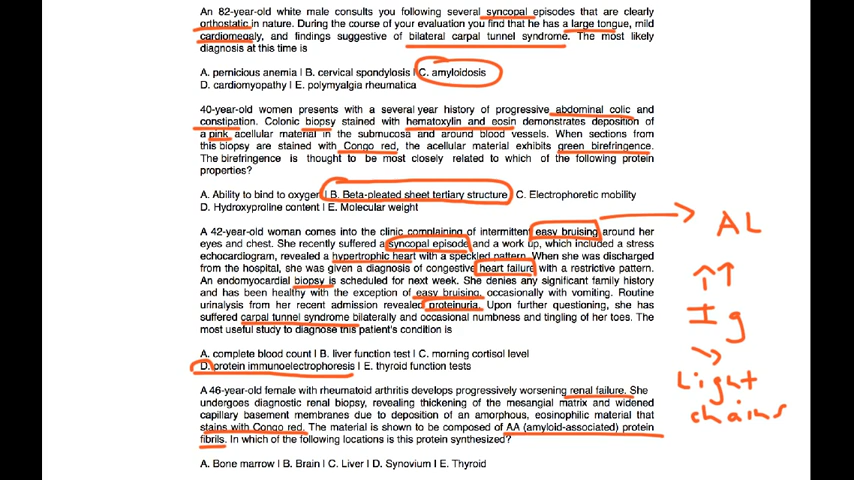 An 82-year-old white male consults you following several syncopal episodes that are clearly
orthostatic in nature. During the course of your evaluation you find that he has a large tongue, mild
cardiomegaly, and findings suggestive of bilateral carpal tunnel syndrome. The most likely
diagnosis at this time is
A. pernicious anemia I B. cervical spondylosis I C. amyloidosis
D. cardiomyopathy I E. polymyalgia rheumatica
40-year-old women presents with a several year history of progressive abdominal colic and
constipation. Colonic biopsy stained with hematoxylin and eosin demonstrates deposition of
a pink acellular material in the submucosa and around blood vessels. When sections from
this biopsy are stained with Congo red, the acellular material exhibits green birefringence.
The birefringence is thought to be most closely related to which of the following protein
properties?
A. Ability to bind to oxygen I B. Beta-pleated sheet tertiary structure I C. Electrophoretic mobility
D. Hydroxyproline content I E. Molecular weight
A 42-year-old woman comes into the clinic complaining of intermittent easy bruising around her
eyes and chest. She recently suffered a syncopal episode and a work up, which included a stress
echocardiogram, revealed a hypertrophic heart with a speckled pattern. When she was discharged
from the hospital, she was given a diagnosis of congestive heart failure with a restrictive pattern.
An endomyocardial biopsy is scheduled for next week. She denies any significant family history
and has been healthy with the exception of easy bruising, occasionally with vomiting. Routine
urinalysis from her recent admission revealed proteinuria. Upon further questioning, she has
suffered carpal tunnel syndrome bilaterally and occasional numbness and tingling of her toes. The
most useful study to diagnose this patient's condition is
A. complete blood count I B. liver function test I C. morning cortisol level
D. protein immunoelectrophoresis I E. thyroid function tests
A 46-year-old female with rheumatoid arthritis develops progressively worsening renal failure. She
undergoes diagnostic renal biopsy, revealing thickening of the mesangial matrix and widened
capillary basement membranes due to deposition of an amorphous, eosinophilic material that
stains with Congo red. The material is shown to be composed of AA (amyloid-associated) protein
fibrils. In which of the following locations is this protein synthesized?
A. Bone marrow I B. Brain I C. Liver I D. Synovium I E. Thyroid
AL
Ig
Light
chains